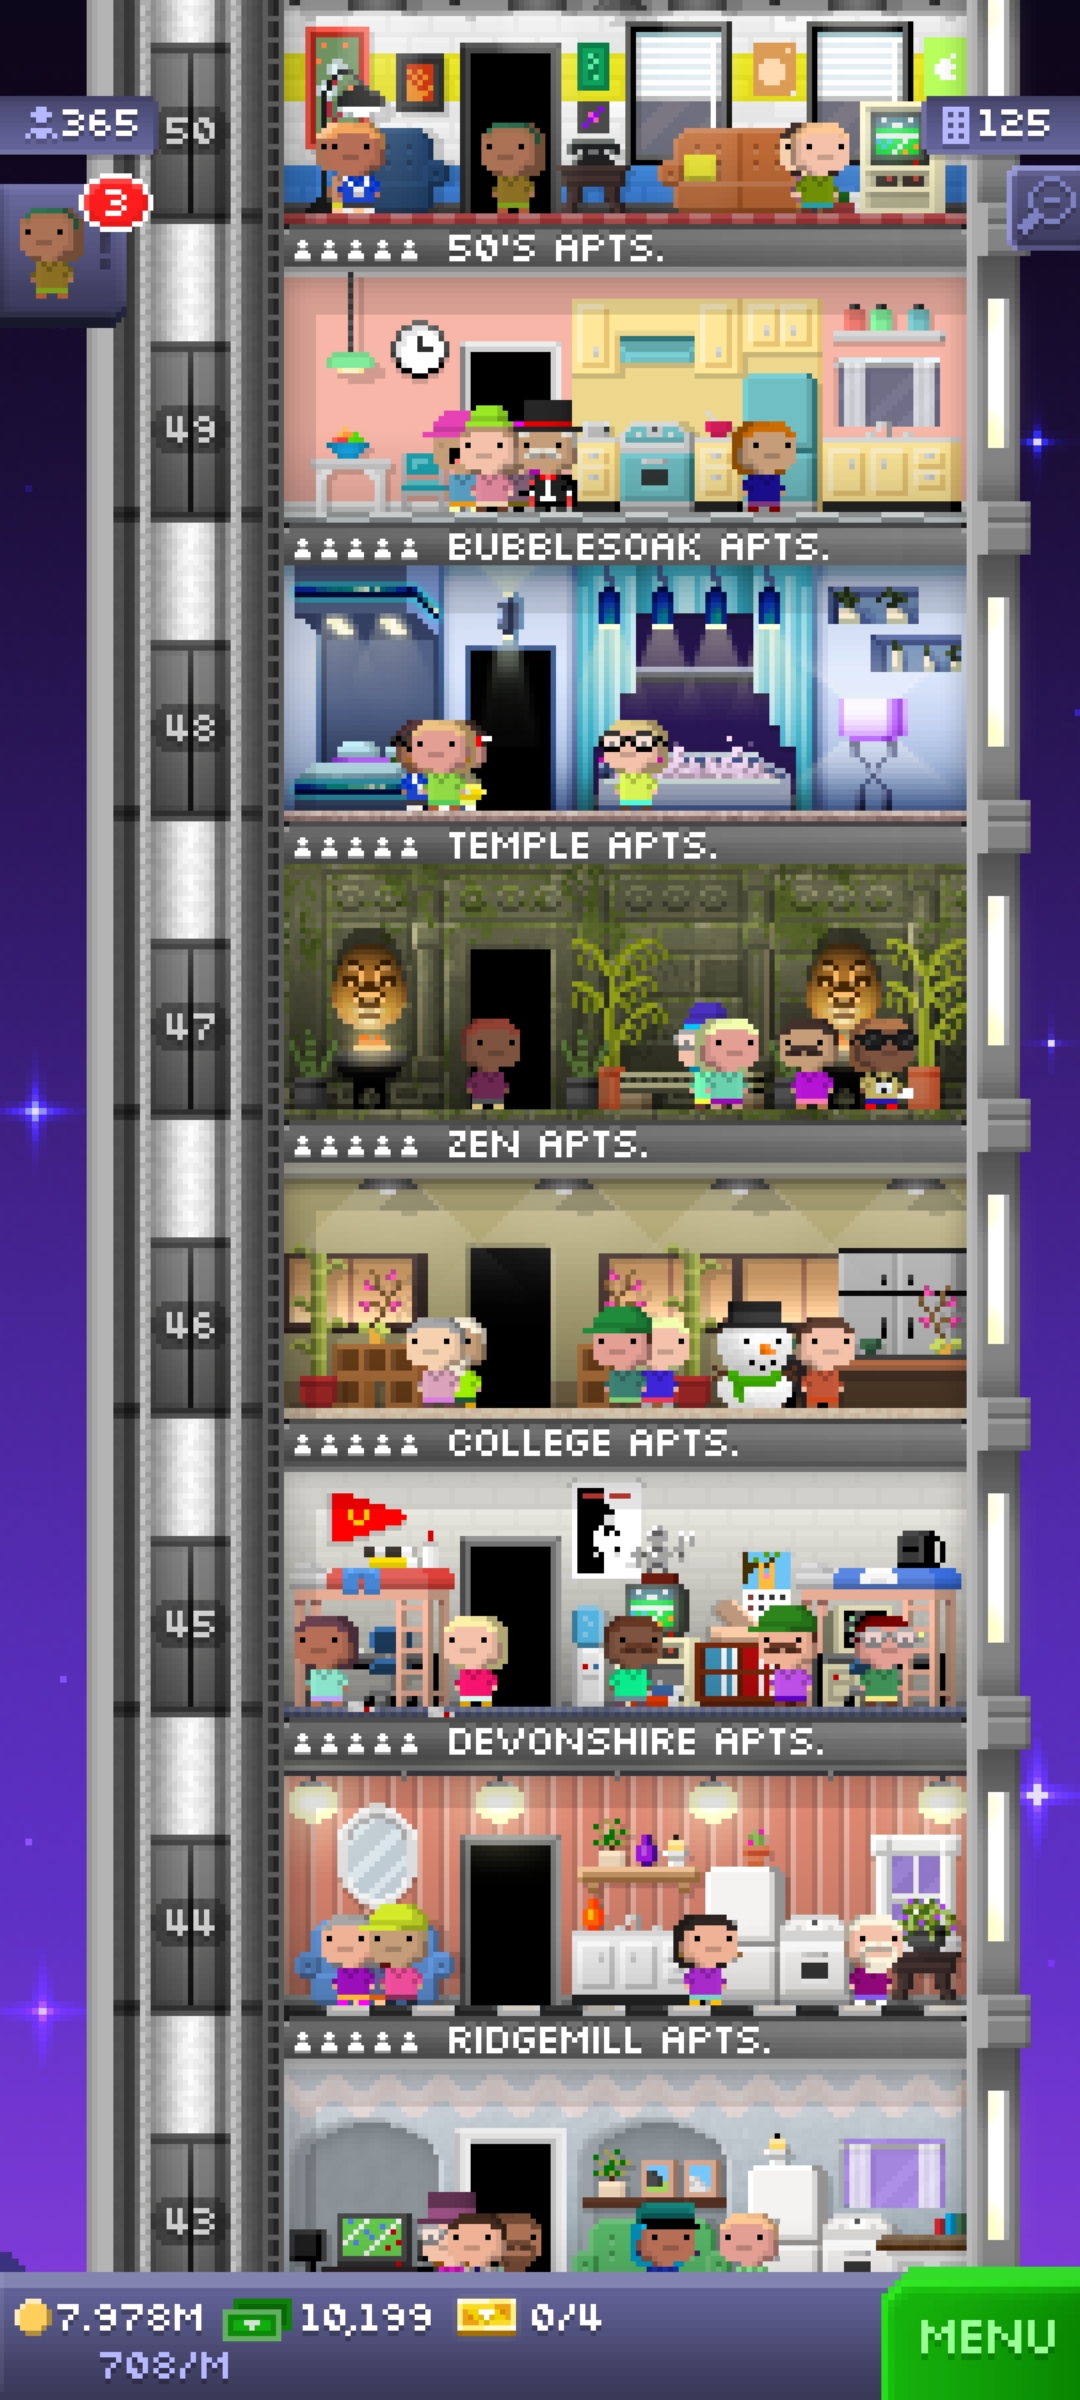 365
50
125
3
50'S APTS.
49
BUBBLESOAK APTS.
48
TEMPLE APTS.
47
ZEN APTS.
46
COLLEGE APTS.
45
DEVONSHIRE APTS.
44
RIDGEMILL APTS.
43
7.978M 10,199 0/4
708/M
MENU